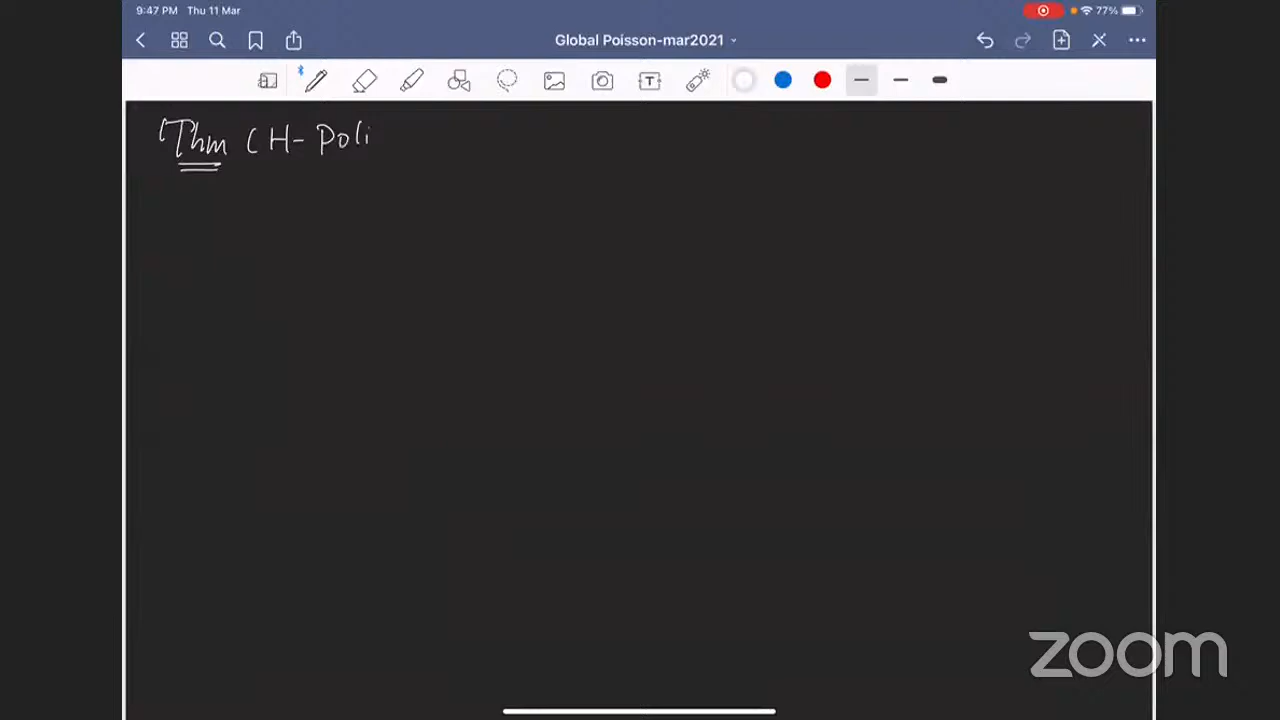 9:47 PM Thu 11 Mar
77%
Global Poisson-mar2021
T
Thm (H- Poli
zoom